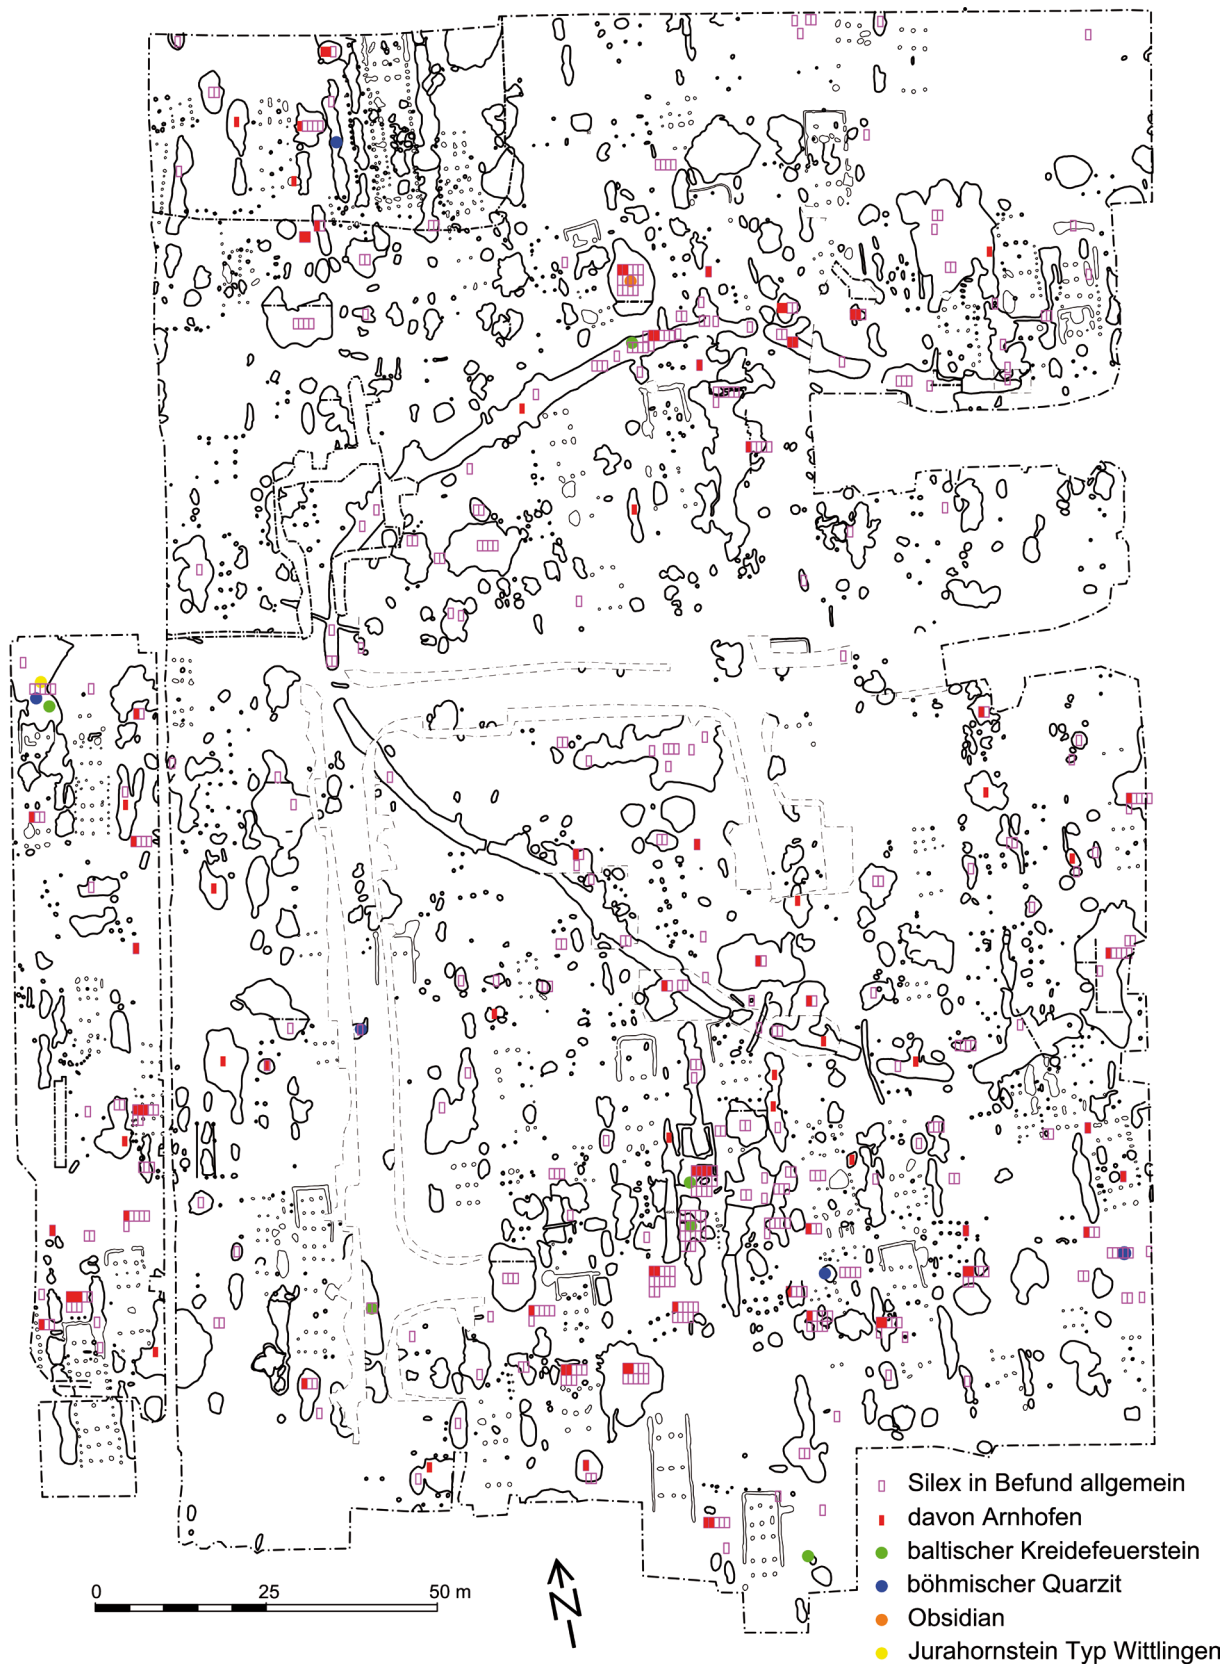 Silex in Befund allgemein
davon Arnhofen
baltischer Kreidefeuerstein
böhmischer Quarzit
Obsidian
Jurahornstein Typ Wittlingen
0 25 50 m
N